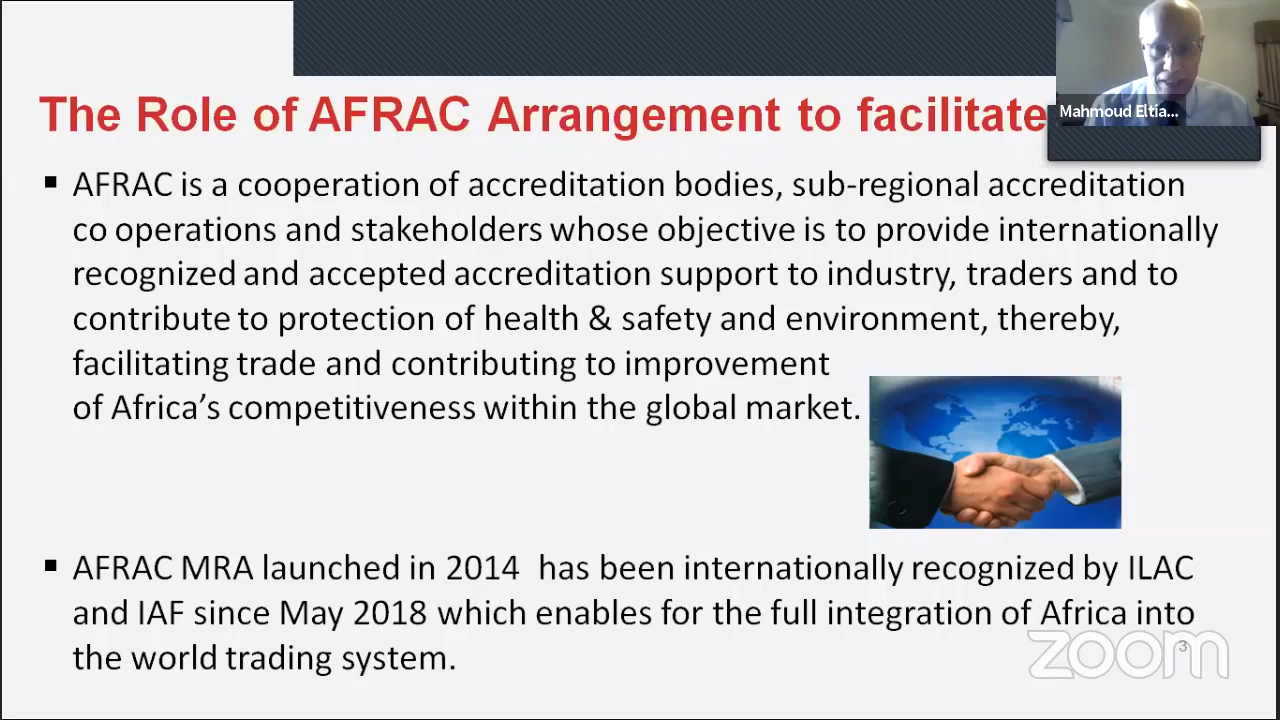 The Role of AFRAC Arrangement to facilitate
Mahmoud Eltia...
▪ AFRAC is a cooperation of accreditation bodies, sub-regional accreditation
co operations and stakeholders whose objective is to provide internationally
recognized and accepted accreditation support to industry, traders and to
contribute to protection of health & safety and environment, thereby,
facilitating trade and contributing to improvement
of Africa’s competitiveness within the global market.
▪ AFRAC MRA launched in 2014 has been internationally recognized by ILAC
and IAF since May 2018 which enables for the full integration of Africa into
the world trading system.
3
zoom